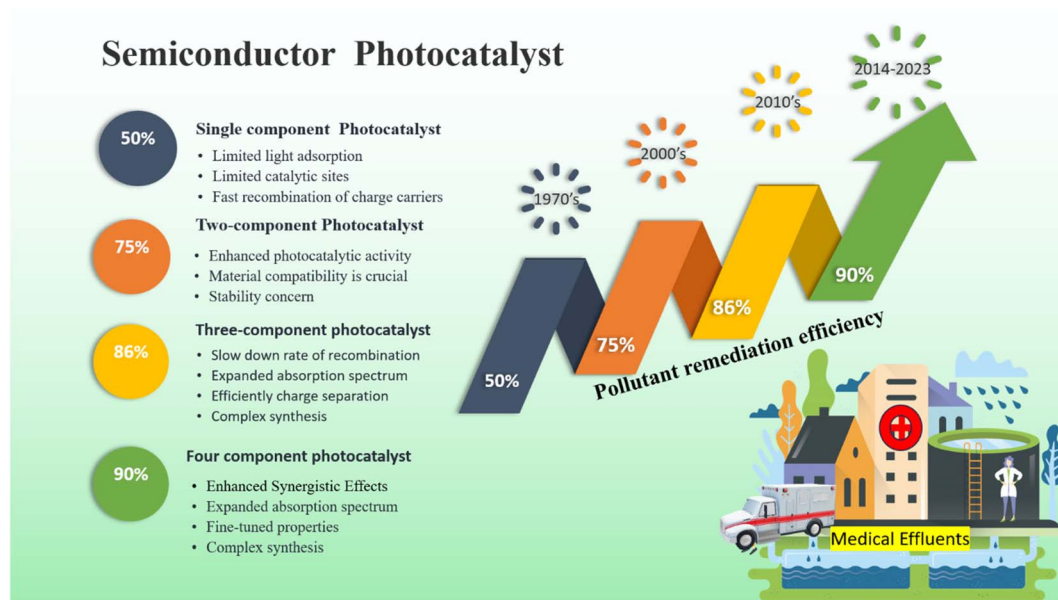 Semiconductor Photocatalyst
50%
Single component Photocatalyst
• Limited light adsorption
• Limited catalytic sites
• Fast recombination of charge carriers
75%
Two-component Photocatalyst
• Enhanced photocatalytic activity
• Material compatibility is crucial
• Stability concern
86%
Three-component photocatalyst
• Slow down rate of recombination
• Expanded absorption spectrum
• Efficiently charge separation
• Complex synthesis
90%
Four component photocatalyst
• Enhanced Synergistic Effects
• Expanded absorption spectrum
• Fine-tuned properties
• Complex synthesis
1970's
2000's
2010's
2014-2023
50%
75%
86%
90%
Pollutant remediation efficiency
Medical Effluents